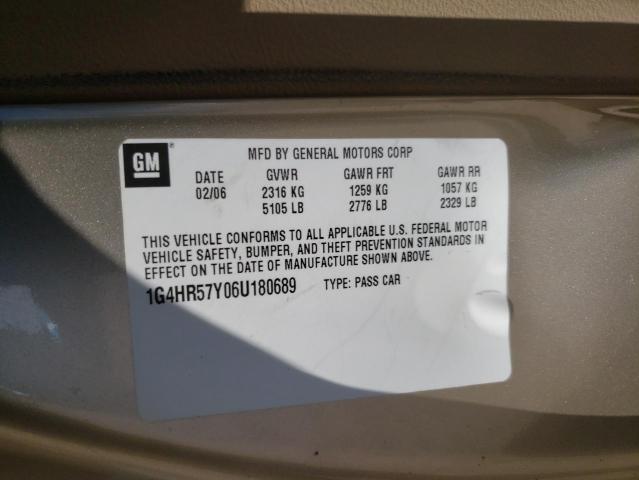 GM MFD BY GENERAL MOTORS CORP
DATE GVWR GAWR FRT GAWR RR
02/06 2316 KG 1259 KG 1057 KG
5105 LB 2776 LB 2329 LB
THIS VEHICLE CONFORMS TO ALL APPLICABLE U.S. FEDERAL MOTOR
VEHICLE SAFETY, BUMPER, AND THEFT PREVENTION STANDARDS IN
EFFECT ON THE DATE OF MANUFACTURE SHOWN ABOVE.
1G4HR57Y06U180689 TYPE: PASS CAR